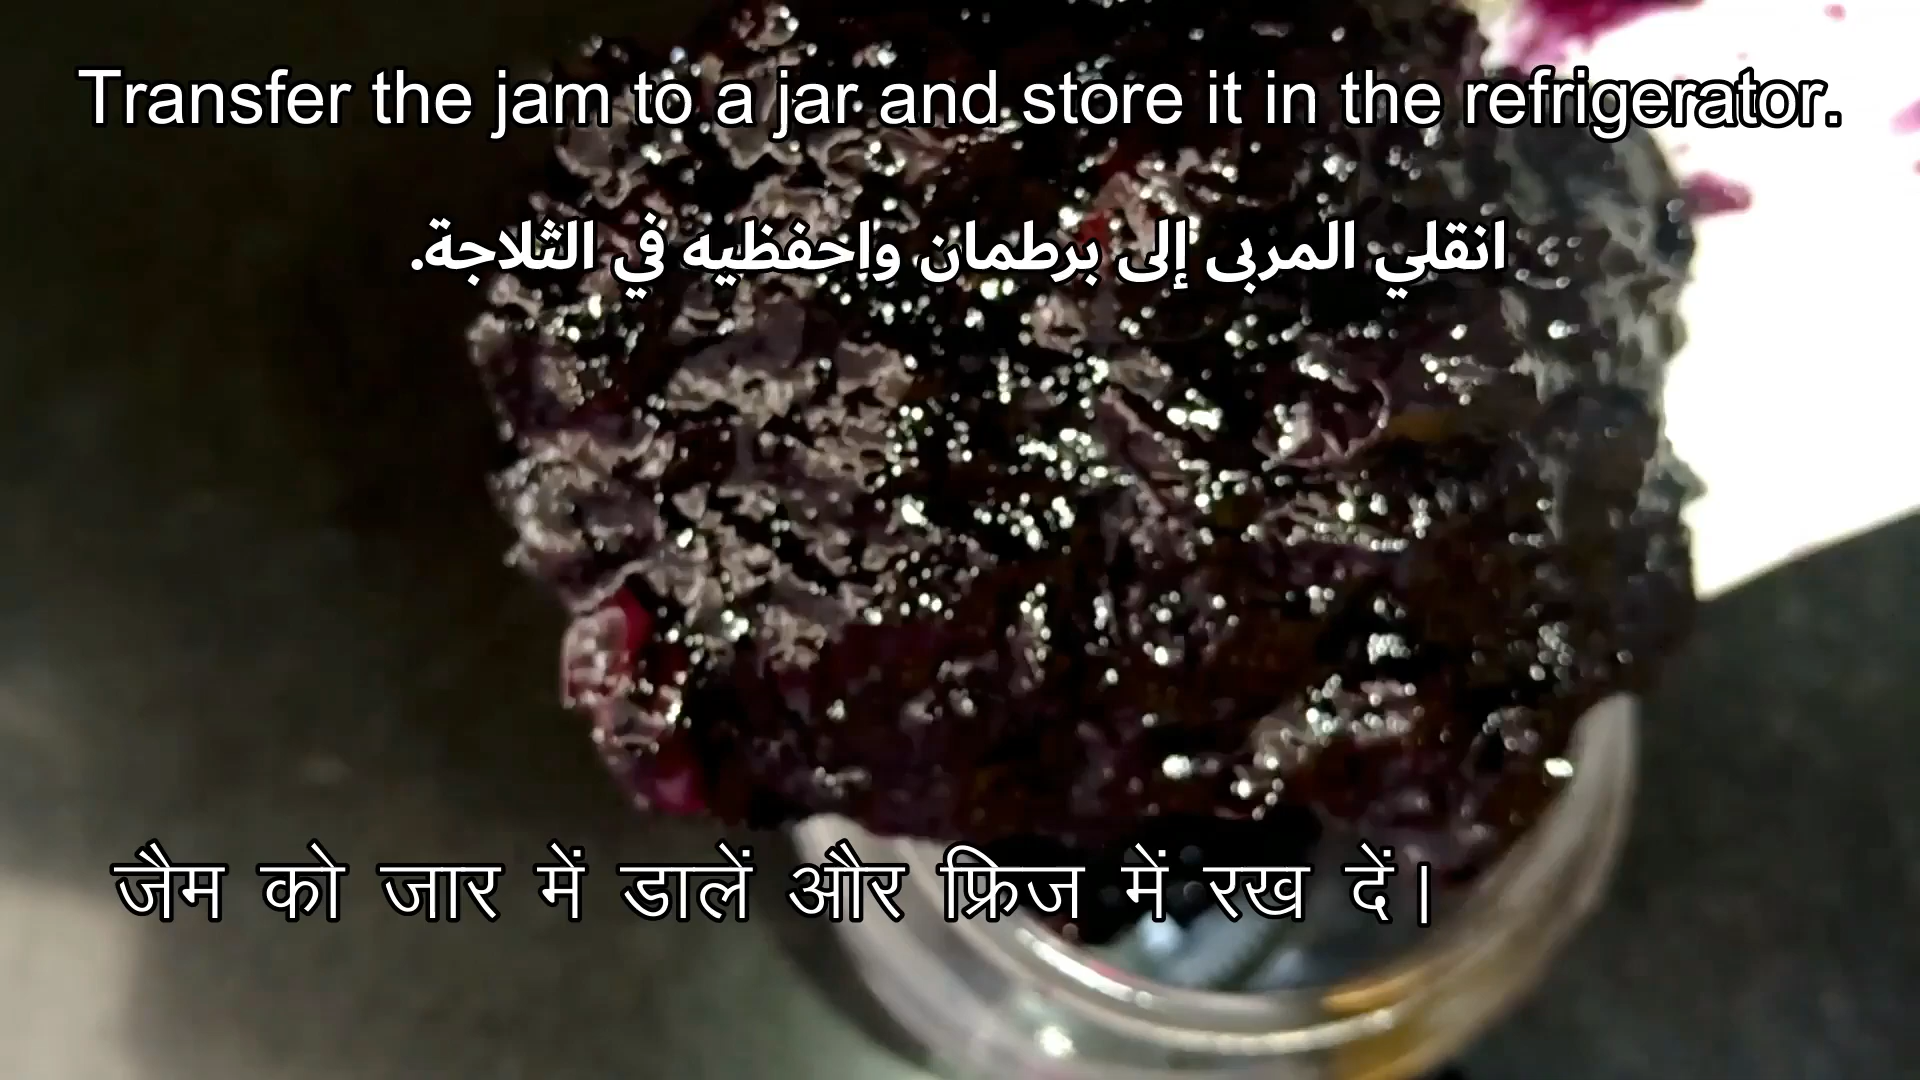 Transfer the jam to a jar and store it in the refrigerator.
انقلي المربى إلى برطمان واحفظيه في الثلاجة.
जैम को जार में डालें और फ्रिज में रख दें।